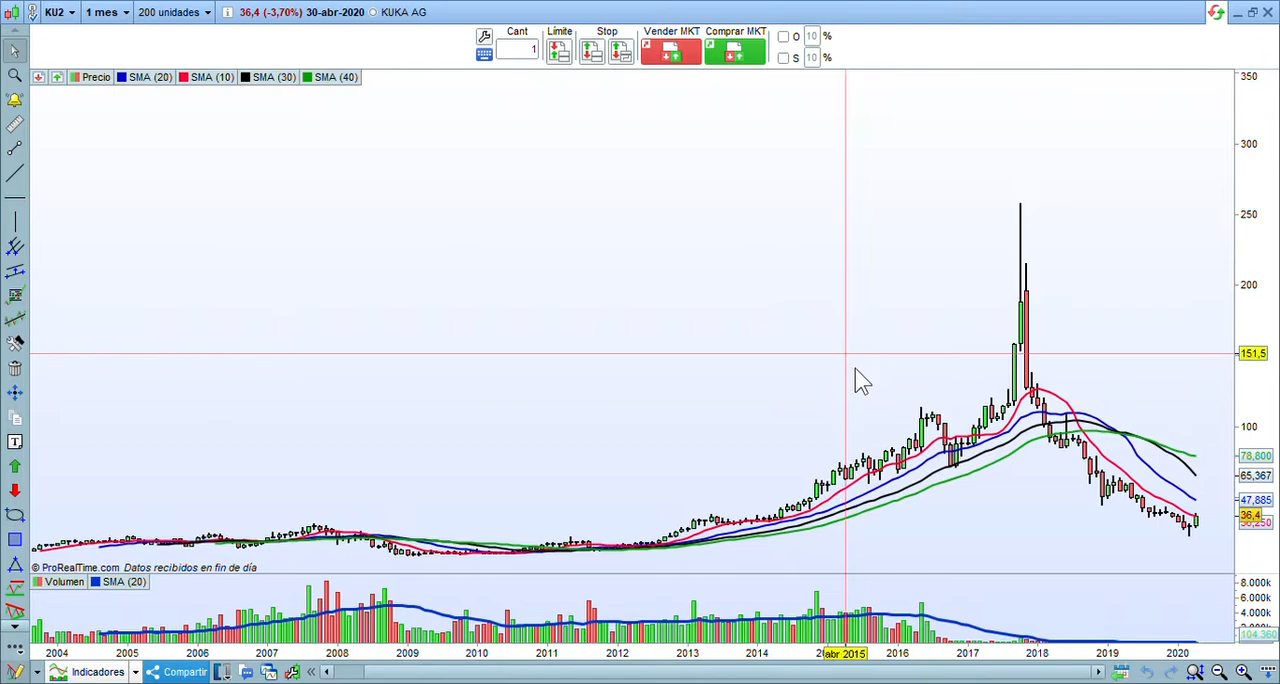 KU2 1 mes 200 unidades 36,4 (-3,70%) 30-abr-2020 KUKA AG
Cant Límite Stop Vender MKT Comprar MKT O 10 %
1 S 10 %
Precio SMA (20) SMA (10) SMA (30) SMA (40)
350
300
250
200
151,5
100
78,800
65,367
47,885
36,4
© ProRealTime.com Datos recibidos en fin de día
Volumen SMA (20)
8.000k
6.000k
4.000k
104.360
2004 2005 2006 2007 2008 2009 2010 2011 2012 2013 2014 abr 2015 2016 2017 2018 2019 2020
Indicadores Compartir